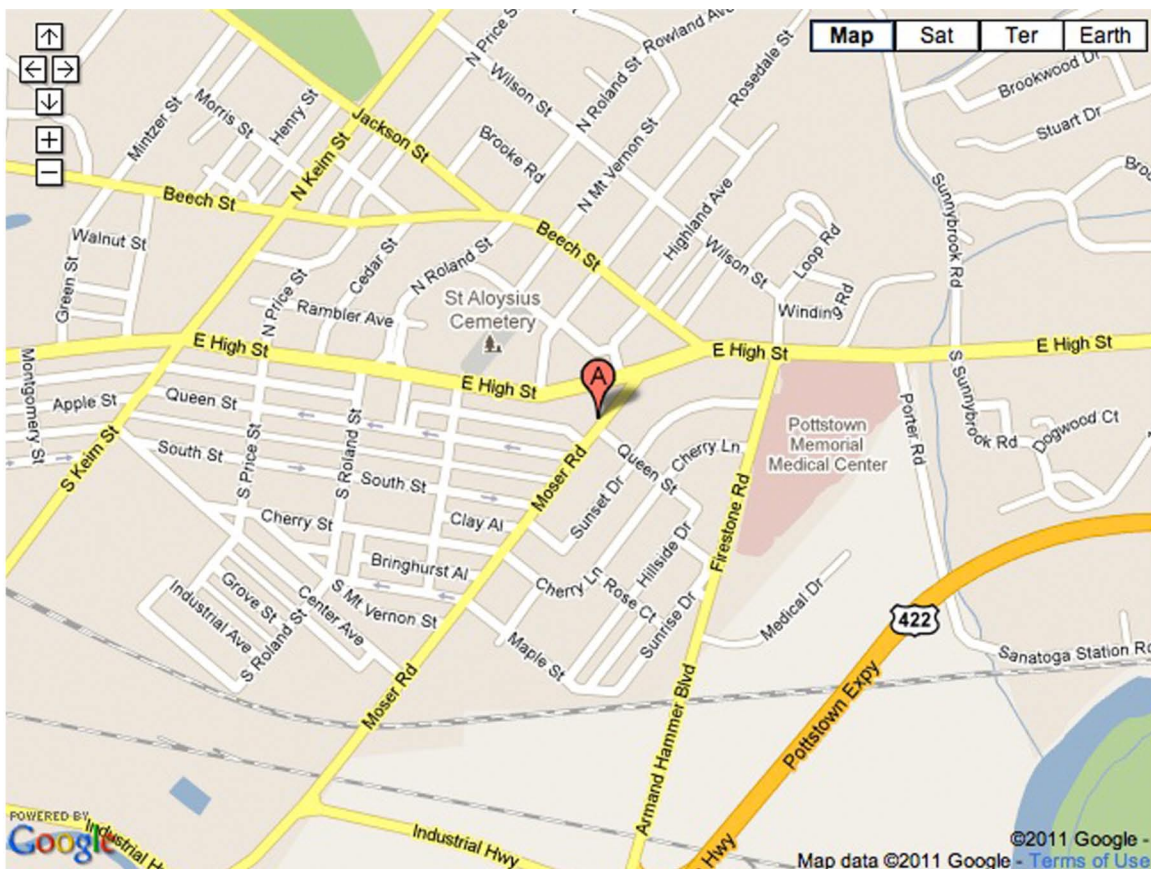 Map
Sat
Ter
Earth
N Price St
Rowland Ave
N Roland St
Wilson St
Rosedale St
Brookwood Dr
Stuart Dr
Mintzer St
Morris St
Henry St
N Keim St
Jackson St
Brooke Rd
N Mt Vernon St
Highland Ave
Sunnybrook Rd
Beech St
Walnut St
Green St
N Price St
Cedar St
N Roland St
Beech St
Wilson St
Loop Rd
Winding Rd
Rambler Ave
St Aloysius
Cemetery
E High St
E High St
E High St
E High St
A
Montgomery St
Apple St
Queen St
South St
S Keim St
S Price St
S Roland St
South St
Cherry St
Clay Al
Bringhurst Al
Moser Rd
Queen St
Cherry Ln
Sunset Dr
Firestone Rd
Pottstown
Memorial
Medical Center
Porter Rd
S Sunnybrook Rd
Dogwood Ct
Hillside Dr
Cherry Ln
Rose Ct
Sunrise Dr
Medical Dr
Industrial Ave
Grove St
Center Ave
S Mt Vernon St
S Roland St
Maple St
Moser Rd
422
Sanatoga Station Rd
Pottstown Expy
Armand Hammer Blvd
Industrial Hwy
Hwy
POWERED BY
Google
©2011 Google -
Map data ©2011 Google - Terms of Use